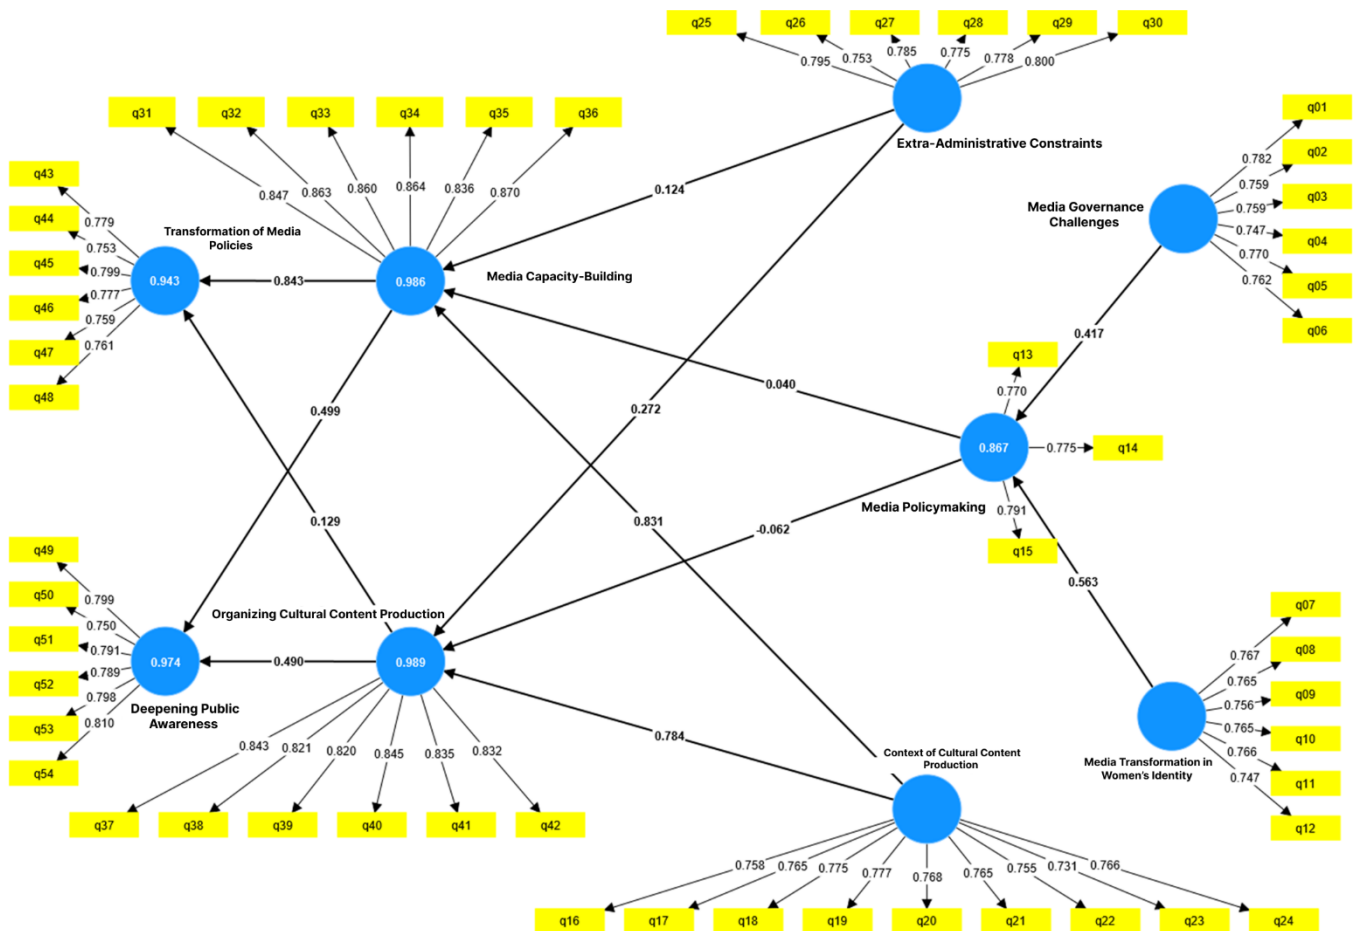 q25
q26
q27
q28
q29
q30
0.795
0.753
0.785
0.775
0.778
0.800
Extra-Administrative Constraints
q31
q32
q33
q34
q35
q36
0.847
0.863
0.860
0.864
0.836
0.870
q01
q02
q03
q04
q05
q06
0.782
0.759
0.759
0.747
0.770
0.762
Media Governance
Challenges
q43
q44
q45
q46
q47
q48
0.779
0.753
0.799
0.777
0.759
0.761
Transformation of Media
Policies
0.943
0.843
0.986
Media Capacity-Building
0.124
0.417
0.040
0.272
0.499
q13
0.770
0.867
0.775
q14
0.791
q15
Media Policymaking
0.129
0.831
-0.062
0.563
q49
q50
q51
q52
q53
q54
0.799
0.750
0.791
0.789
0.798
0.810
0.974
Deepening Public
Awareness
0.490
Organizing Cultural Content Production
0.989
0.784
0.843
0.821
0.820
0.845
0.835
0.832
q37
q38
q39
q40
q41
q42
q07
q08
q09
q10
q11
q12
0.767
0.765
0.756
0.765
0.766
0.747
Media Transformation in
Women's Identity
Context of Cultural Content
Production
0.758
0.765
0.775
0.777
0.768
0.765
0.755
0.731
0.766
q16
q17
q18
q19
q20
q21
q22
q23
q24